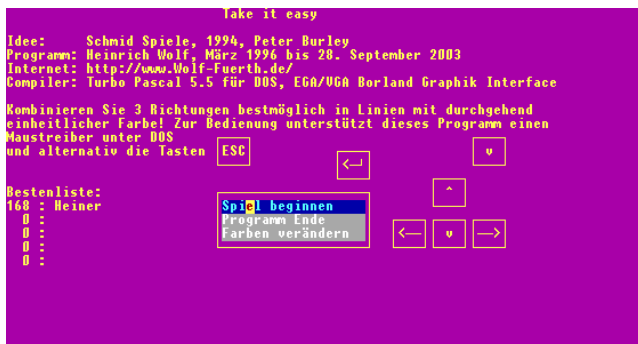 Take it easy
Idee: Schmid Spiele, 1994, Peter Burley
Programm: Heinrich Wolf, März 1996 bis 28. September 2003
Internet: http://www.Wolf-Fuerth.de/
Compiler: Turbo Pascal 5.5 für DOS, EGA/VGA Borland Graphik Interface
Kombinieren Sie 3 Richtungen bestmöglich in Linien mit durchgehend
einheitlicher Farbe! Zur Bedienung unterstützt dieses Programm einen
Maustreiber unter DOS
und alternativ die Tasten ESC <─┘ v
^
<— v —>
Bestenliste:
168 : Heiner
0 :
0 :
0 :
0 :
Spiel beginnen
Programm Ende
Farben verändern